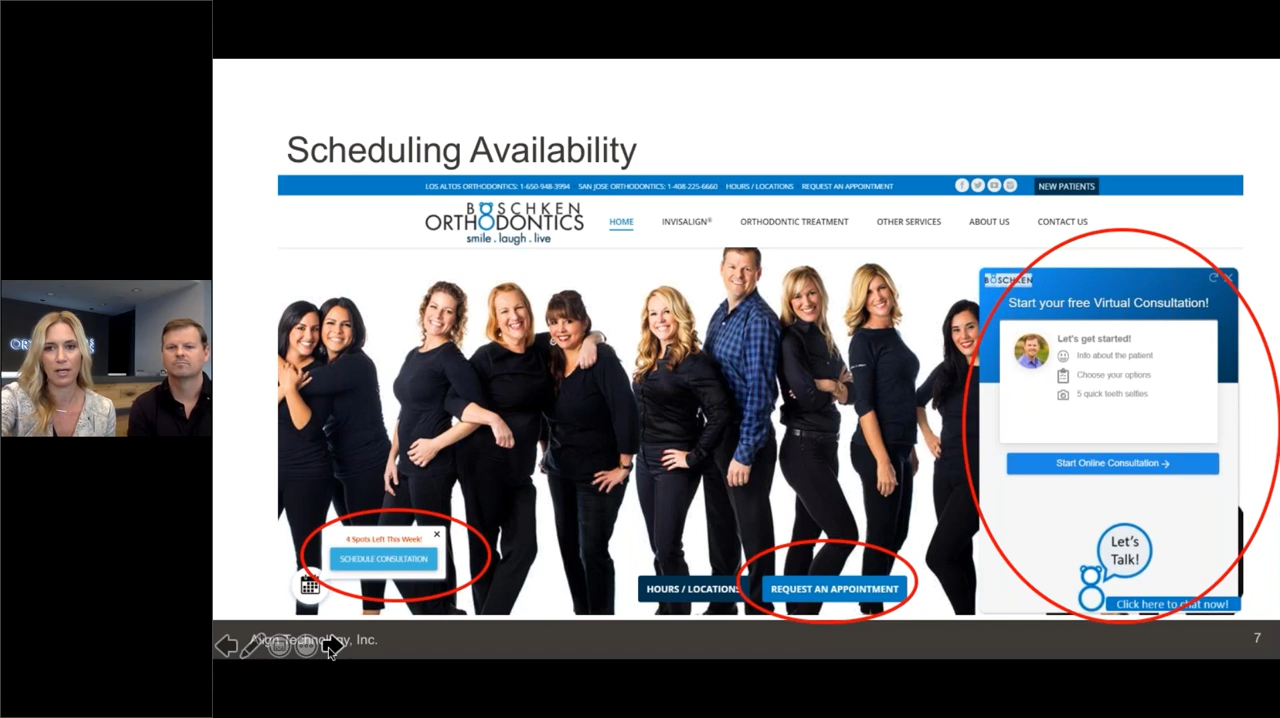 Scheduling Availability
LOS ALTOS ORTHODONTICS: 1-650-948-3994 SAN JOSE ORTHODONTICS: 1-408-225-6660 HOURS / LOCATIONS REQUEST AN APPOINTMENT NEW PATIENTS
BOSCHKEN
ORTHODONTICS
smile . laugh . live
HOME INVISALIGN® ORTHODONTIC TREATMENT OTHER SERVICES ABOUT US CONTACT US
BOSCHKEN
Start your free Virtual Consultation!
Let's get started!
Info about the patient
Choose your options
5 quick teeth selfies
Start Online Consultation →
4 Spots Left This Week!
SCHEDULE CONSULTATION
Let's
Talk!
HOURS / LOCATIONS REQUEST AN APPOINTMENT
Click here to chat now!
Align Technology, Inc.
7